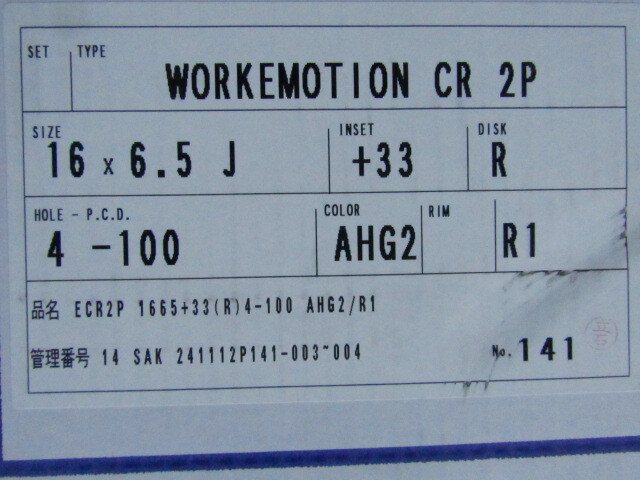 SET TYPE
WORKEMOTION CR 2P
SIZE INSET DISK
16 x 6.5 J +33 R
HOLE - P.C.D. COLOR RIM
4 -100 AHG2 R1
品名 ECR2P 1665+33(R)4-100 AHG2/R1
管理番号 14 SAK 241112P141-003~004 No. 141